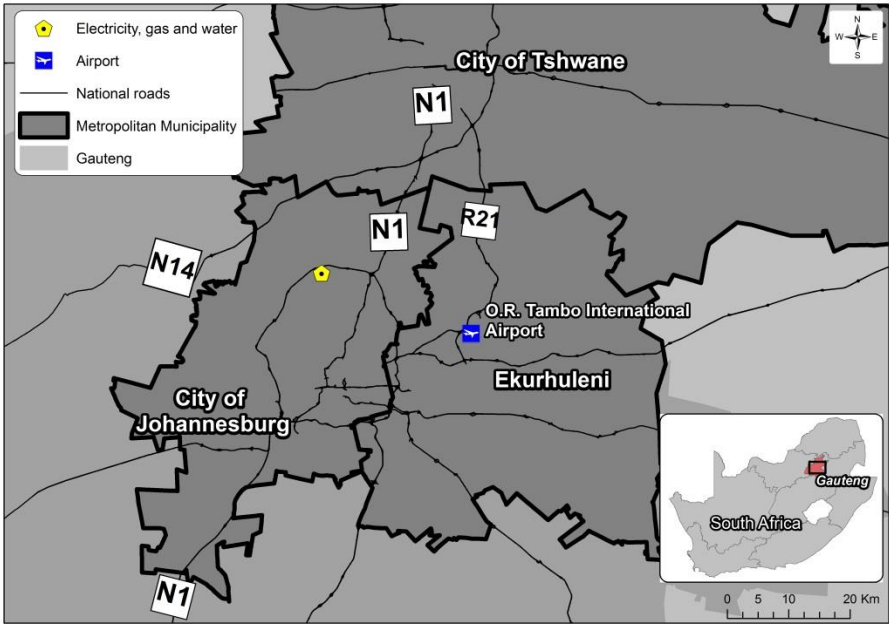 Electricity, gas and water
Airport
National roads
Metropolitan Municipality
Gauteng
N
W E
S
City of Tshwane
N1
N1
R21
N14
O.R. Tambo International
Airport
Ekurhuleni
City of
Johannesburg
N1
Gauteng
South Africa
0 5 10 20 Km